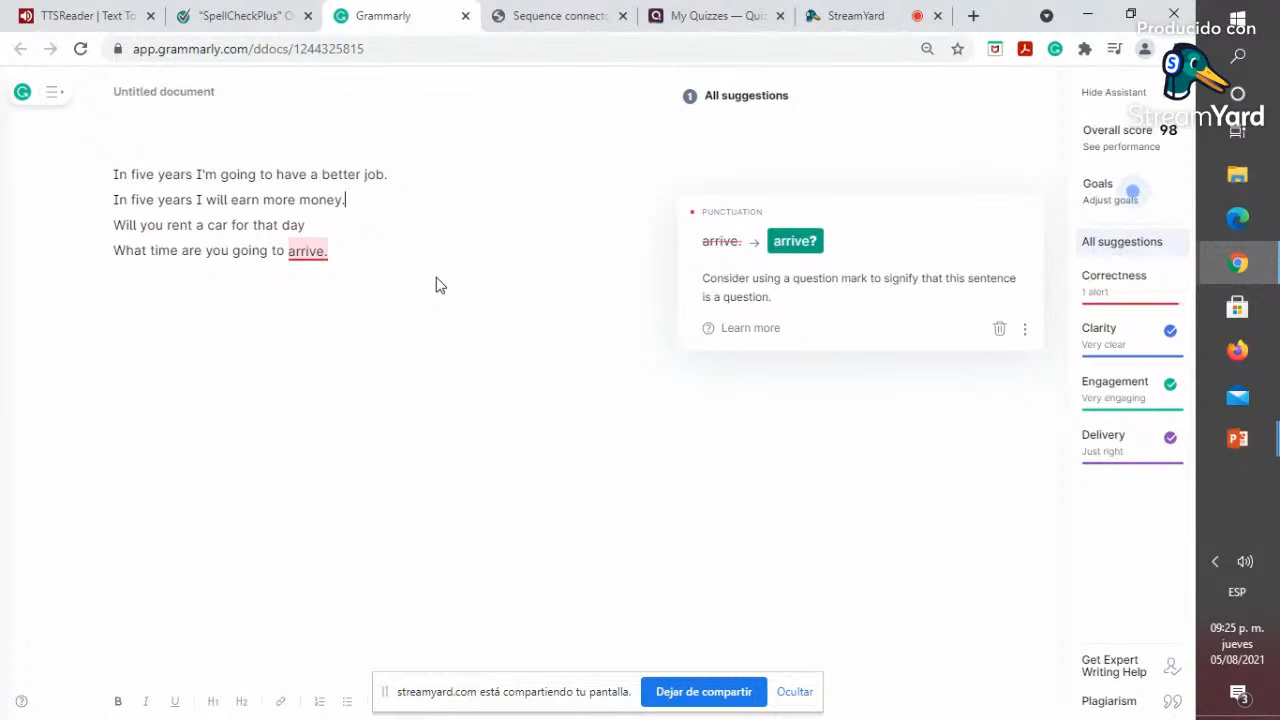 TTSReader | Text To
"SpellCheckPlus" O
Grammarly
Sequence connecto
My Quizzes — Quiz
StreamYard
Producido con
StreamYard
app.grammarly.com/ddocs/1244325815
Untitled document
1 All suggestions
Hide Assistant
Overall score 98
See performance
Goals
Adjust goals
All suggestions
Correctness
1 alert
Clarity
Very clear
Engagement
Very engaging
Delivery
Just right
In five years I'm going to have a better job.
In five years I will earn more money.
Will you rent a car for that day
What time are you going to arrive.
PUNCTUATION
arrive. → arrive?
Consider using a question mark to signify that this sentence
is a question.
Learn more
Get Expert
Writing Help
Plagiarism
B I U H1 H2
streamyard.com está compartiendo tu pantalla.
Dejar de compartir
Ocultar
ESP
09:25 p. m.
jueves
05/08/2021
3